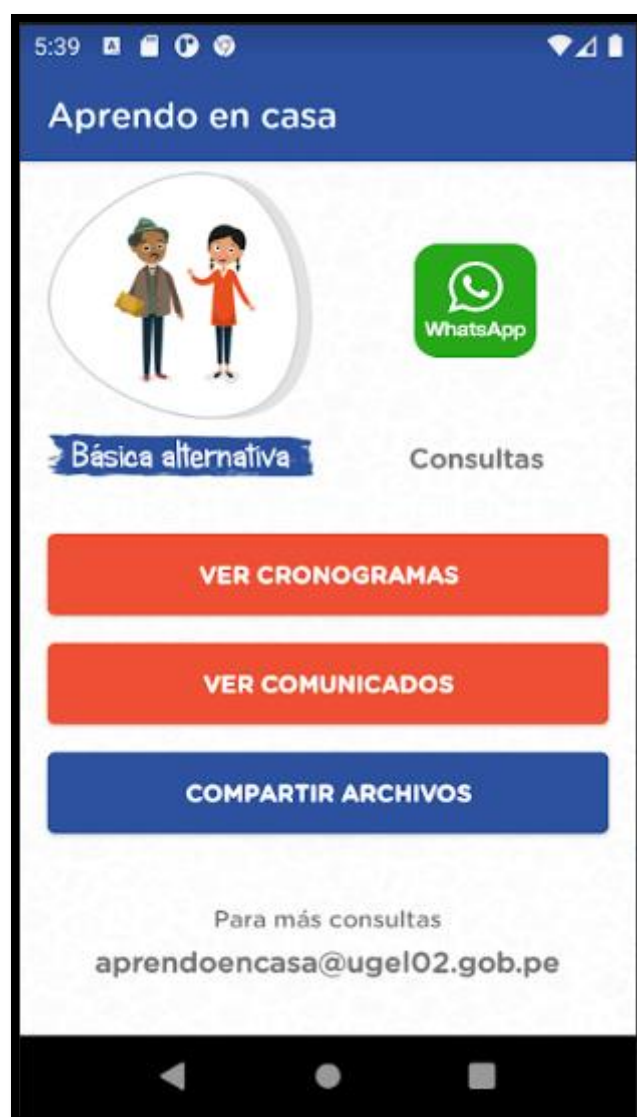 5:39
Aprendo en casa
WhatsApp
Básica alternativa
Consultas
VER CRONOGRAMAS
VER COMUNICADOS
COMPARTIR ARCHIVOS
Para más consultas
aprendoencasa@ugel02.gob.pe